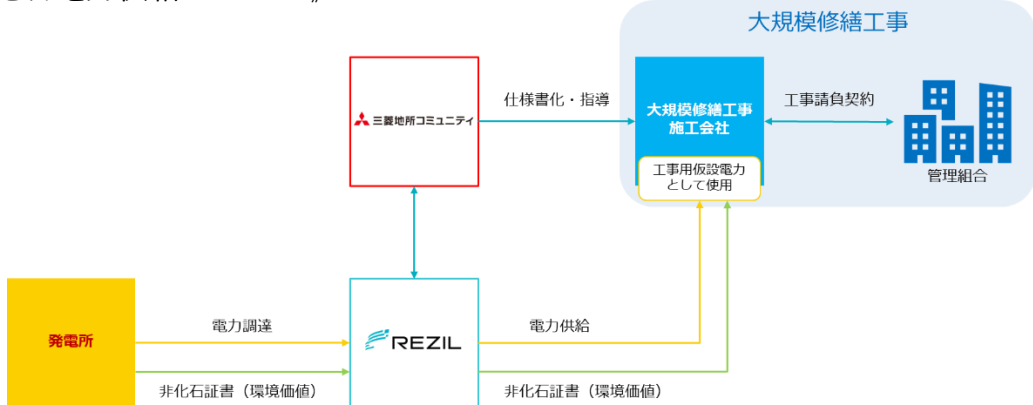 大規模修繕工事
三菱地所コミュニティ
仕様書化・指導
大規模修繕工事
施工会社
工事請負契約
工事用仮設電力
として使用
管理組合
発電所
電力調達
REZIL
電力供給
非化石証書（環境価値）
非化石証書（環境価値）